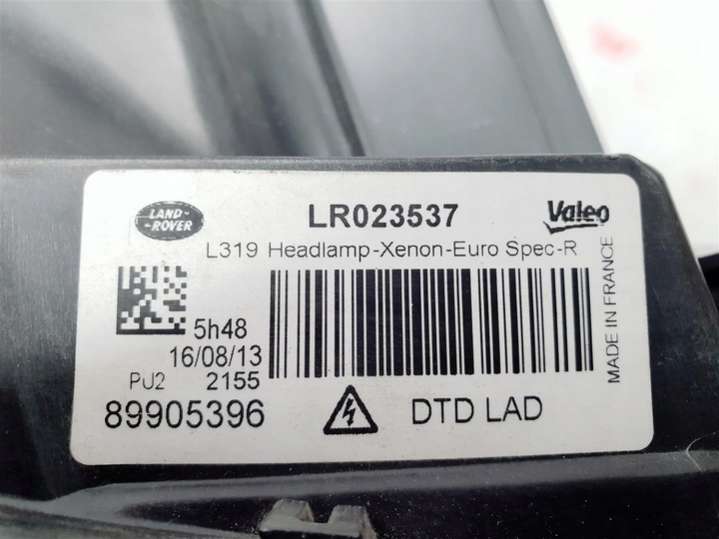 LAND-
-ROVER
LR023537
Valeo
L319 Headlamp-Xenon-Euro Spec-R
5h48
16/08/13
PJ2 2155
89905396
DTD LAD
MADE IN FRANCE